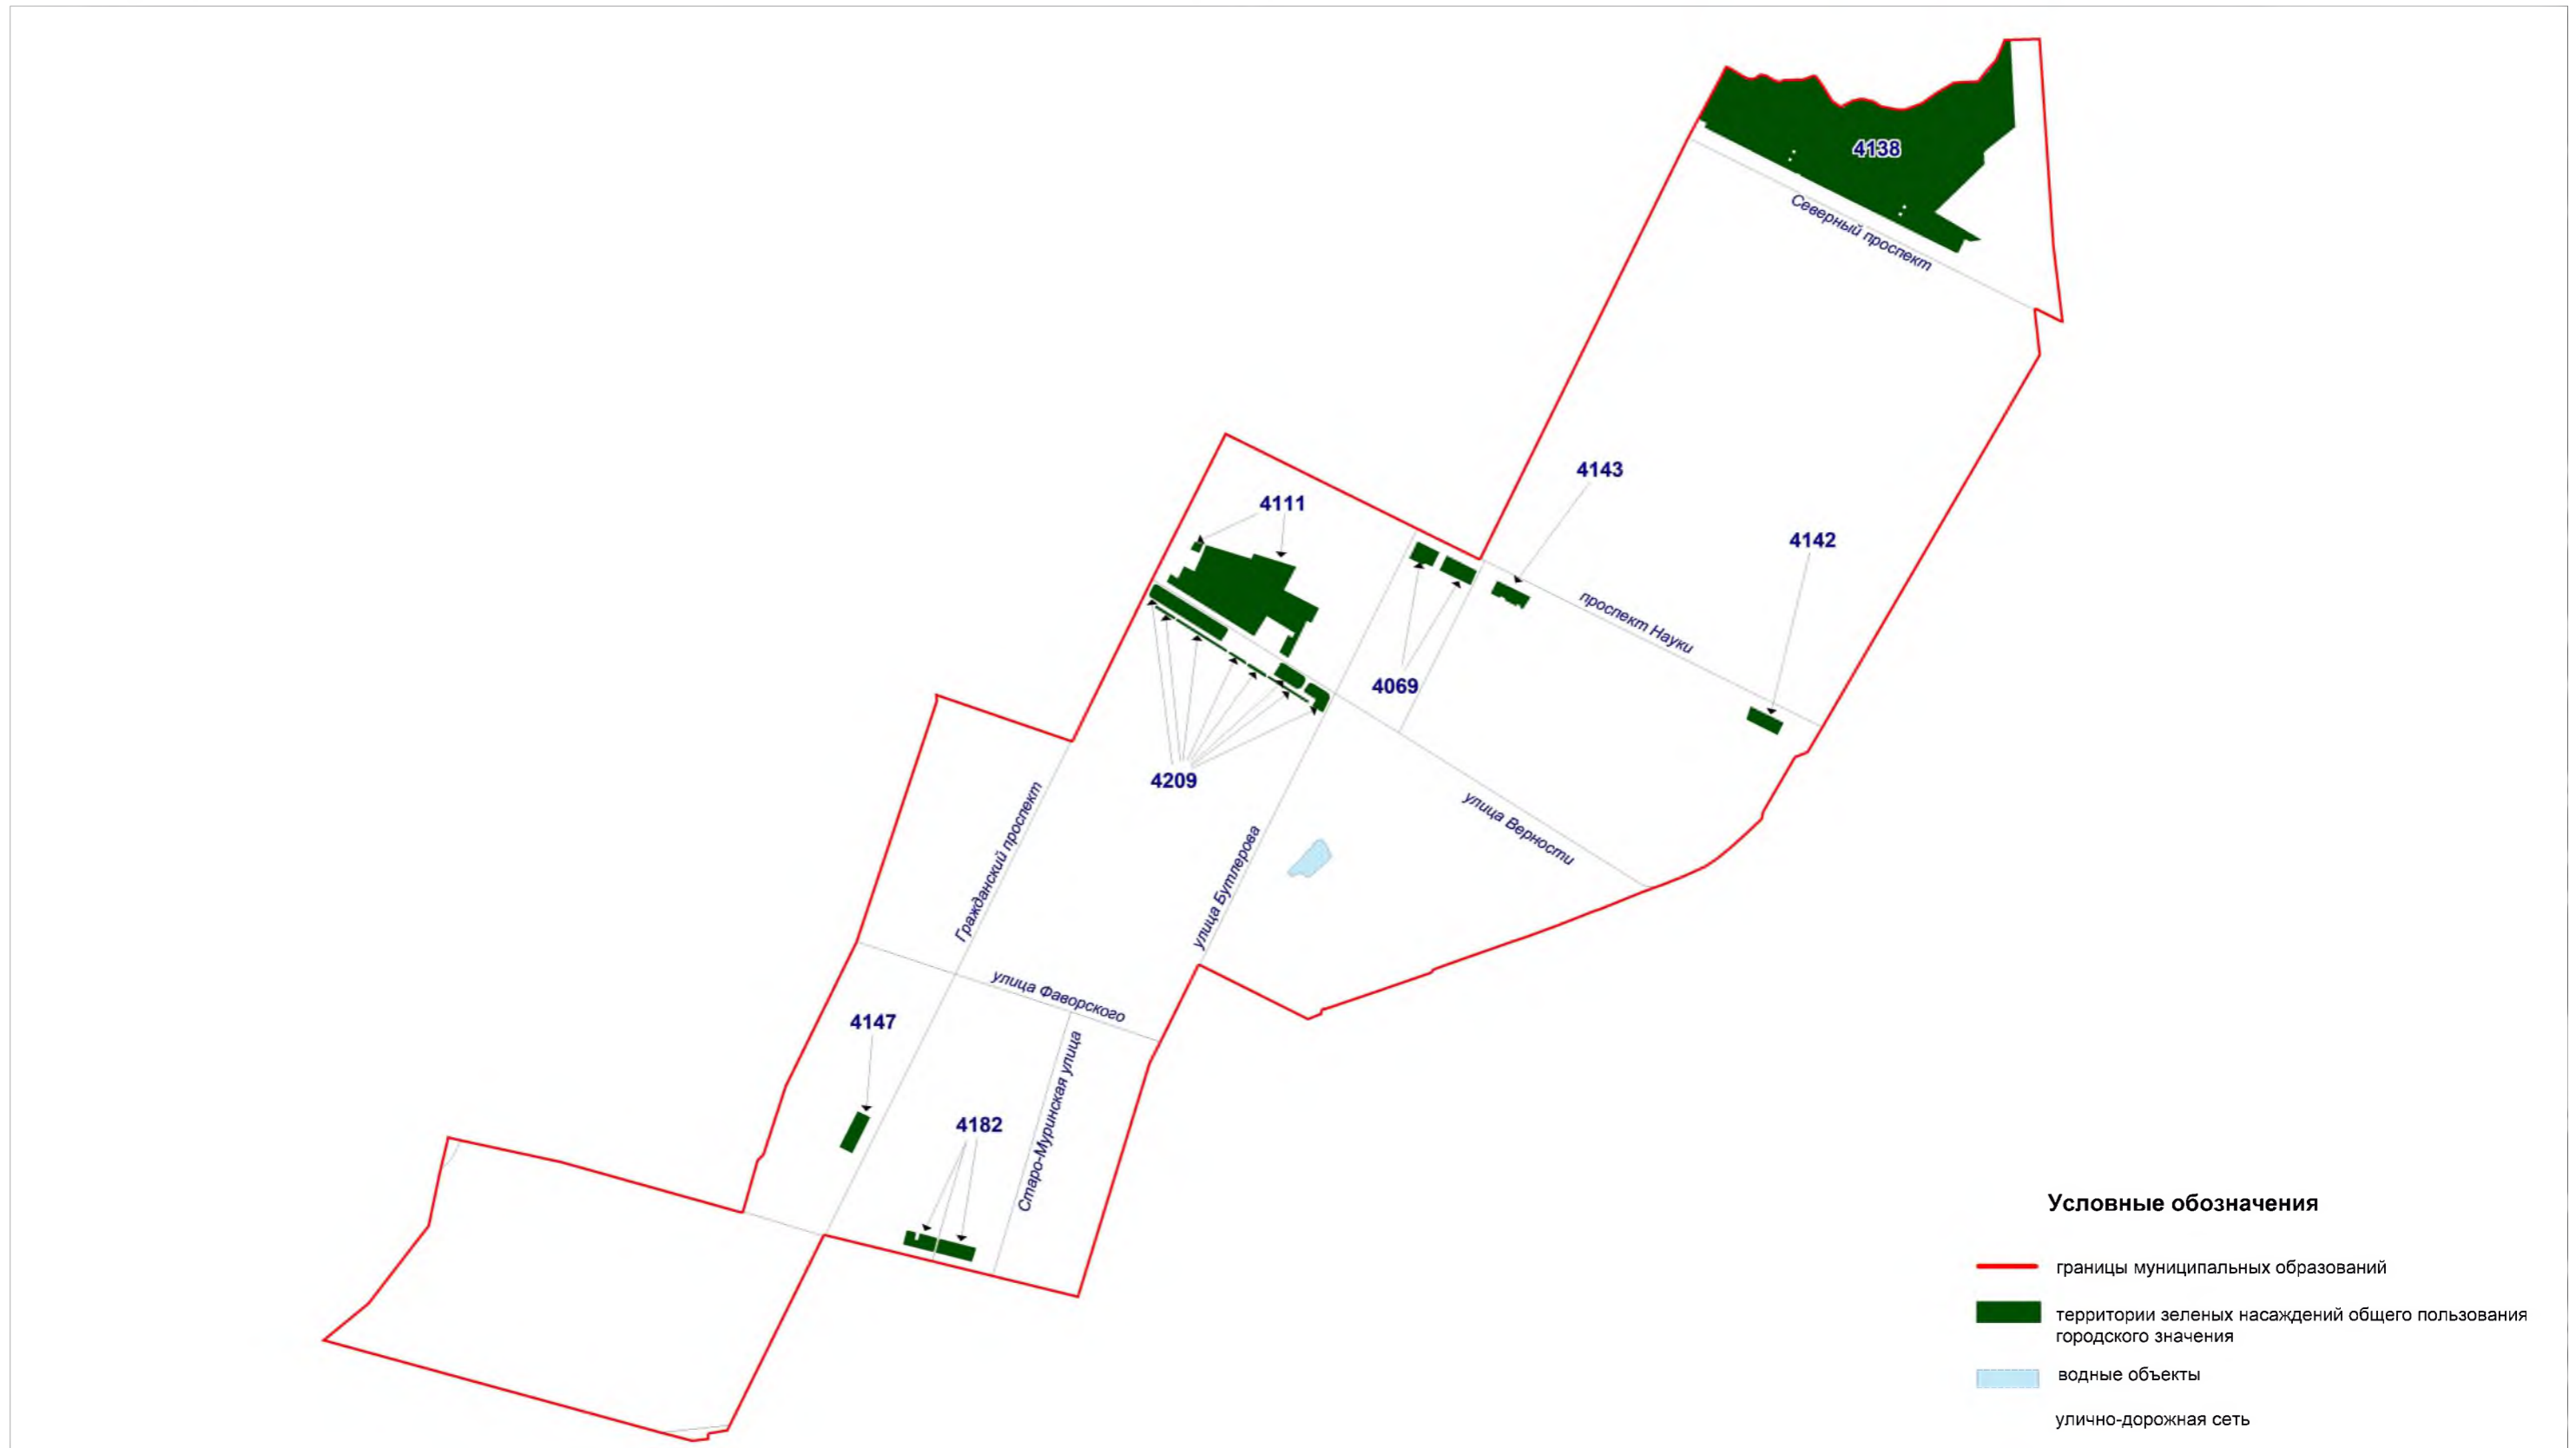 4138
Северный проспект
4143
4111
4142
проспект Науки
4069
4209
улица Верности
Гражданский проспект
улица Бутлерова
улица Фаворского
4147
Старо-Муринская улица
4182
Условные обозначения
границы муниципальных образований
территории зеленых насаждений общего пользования
городского значения
водные объекты
улично-дорожная сеть